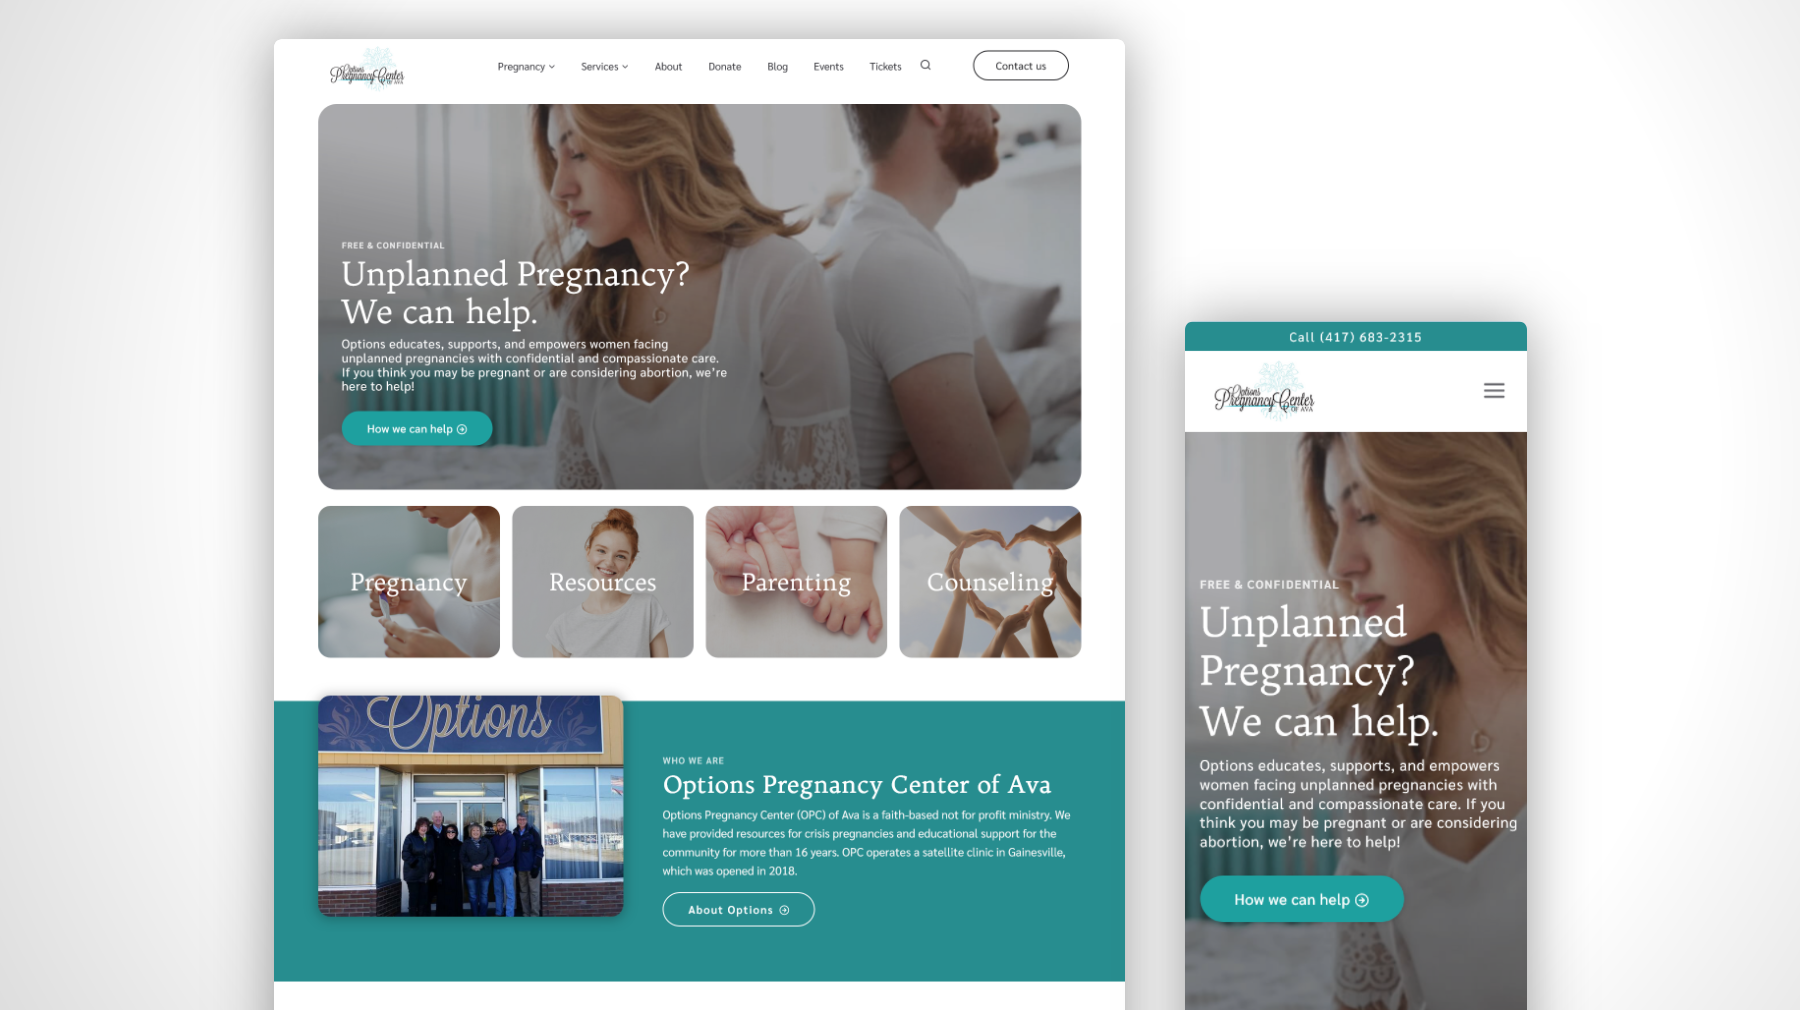 Options
Pregnancy Center
OF AVA
Pregnancy
Services
About
Donate
Blog
Events
Tickets
Contact us
FREE & CONFIDENTIAL
Unplanned Pregnancy?
We can help.
Options educates, supports, and empowers women facing
unplanned pregnancies with confidential and compassionate care.
If you think you may be pregnant or are considering abortion, we're
here to help!
How we can help
Pregnancy
Resources
Parenting
Counseling
Options
WHO WE ARE
Options Pregnancy Center of Ava
Options Pregnancy Center (OPC) of Ava is a faith-based not for profit ministry. We
have provided resources for crisis pregnancies and educational support for the
community for more than 16 years. OPC operates a satellite clinic in Gainesville,
which was opened in 2018.
About Options
Call (417) 683-2315
Options
Pregnancy Center
OF AVA
FREE & CONFIDENTIAL
Unplanned
Pregnancy?
We can help.
Options educates, supports, and empowers
women facing unplanned pregnancies with
confidential and compassionate care. If you
think you may be pregnant or are considering
abortion, we're here to help!
How we can help